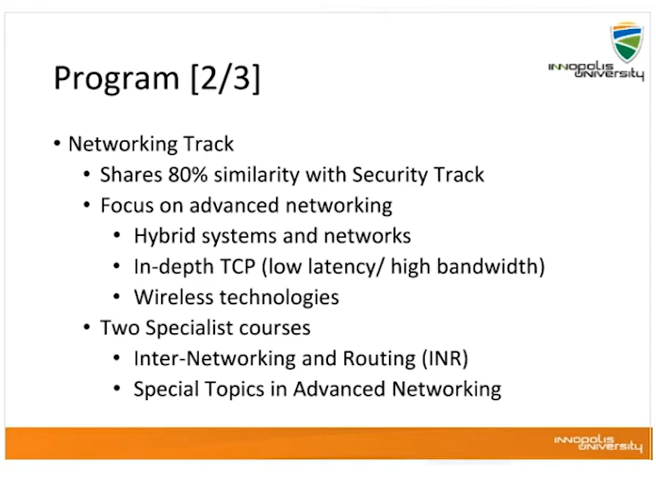 INNOPOLIS
UNIVERSITY
Program [2/3]
• Networking Track
• Shares 80% similarity with Security Track
• Focus on advanced networking
• Hybrid systems and networks
• In-depth TCP (low latency/ high bandwidth)
• Wireless technologies
• Two Specialist courses
• Inter-Networking and Routing (INR)
• Special Topics in Advanced Networking
INNOPOLIS
UNIVERSITY